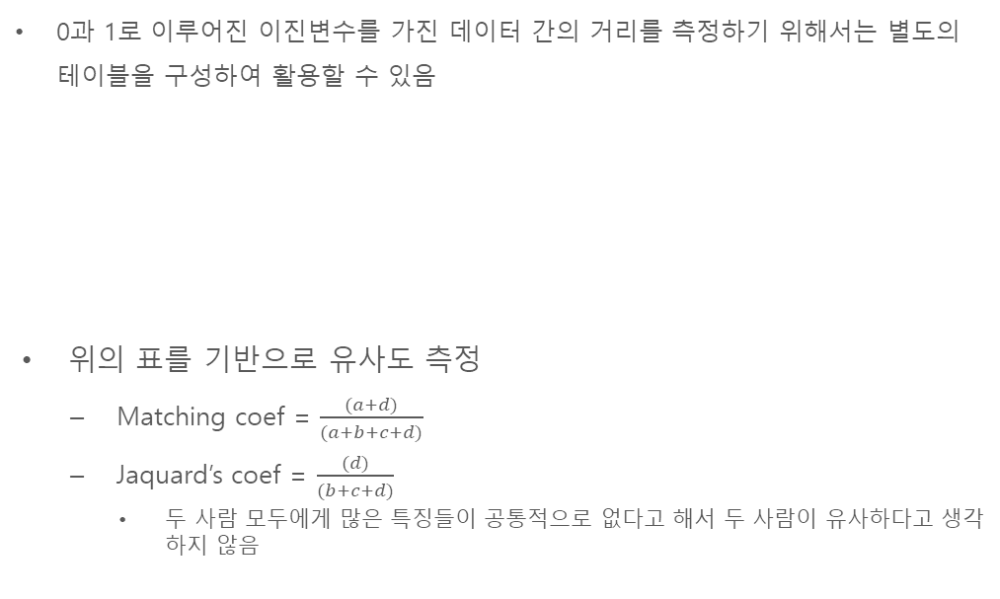 • 0과 1로 이루어진 이진변수를 가진 데이터 간의 거리를 측정하기 위해서는 별도의
테이블을 구성하여 활용할 수 있음
• 위의 표를 기반으로 유사도 측정
– Matching coef = (a+d)/(a+b+c+d)
– Jaquard’s coef = (d)/(b+c+d)
• 두 사람 모두에게 많은 특징들이 공통적으로 없다고 해서 두 사람이 유사하다고 생각
하지 않음